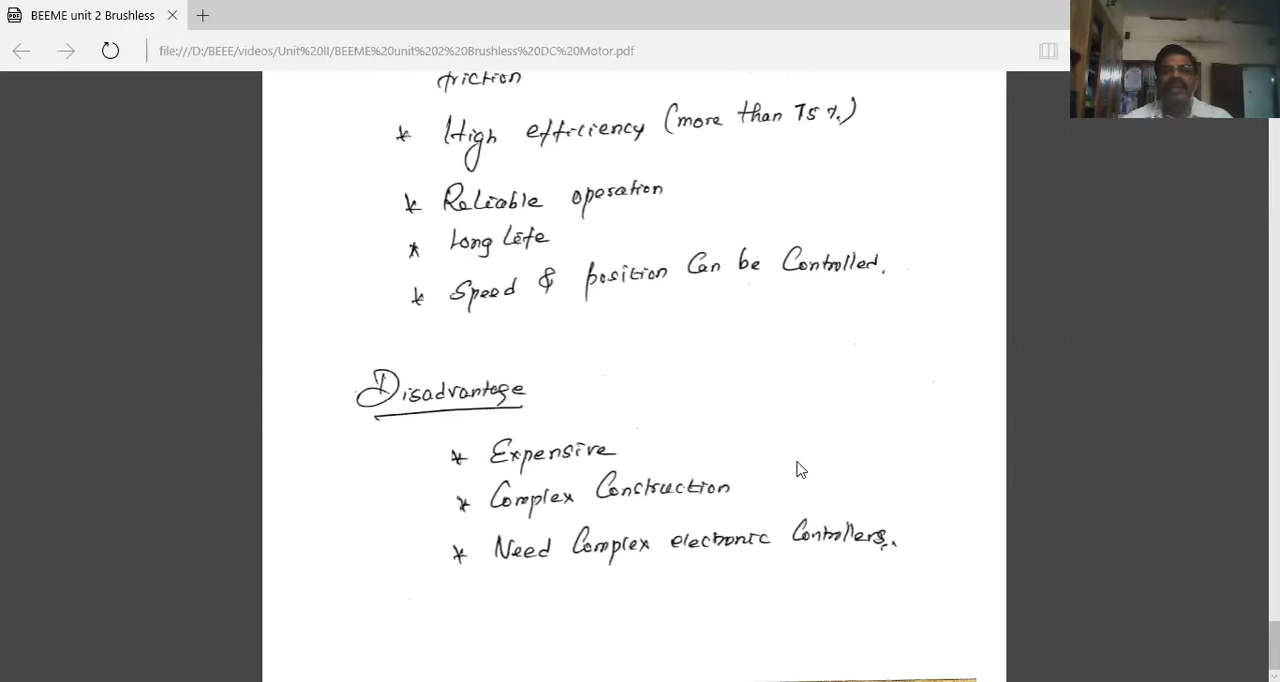 BEEME unit 2 Brushless
file:///D:/BEEE/videos/Unit%20II/BEEME%20unit%202%20Brushless%20DC%20Motor.pdf
friction
* High efficiency (more than 75 %)
* Reliable operation
* Long life
* Speed & position Can be Controlled.
Disadvantage
* Expensive
* Complex Construction
* Need Complex electronic Controllers.